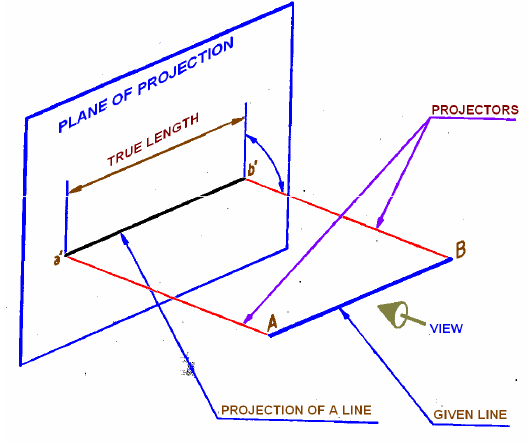 PLANE OF PROJECTION
PROJECTORS
TRUE LENGTH
b'
a'
B
A
VIEW
PROJECTION OF A LINE
GIVEN LINE